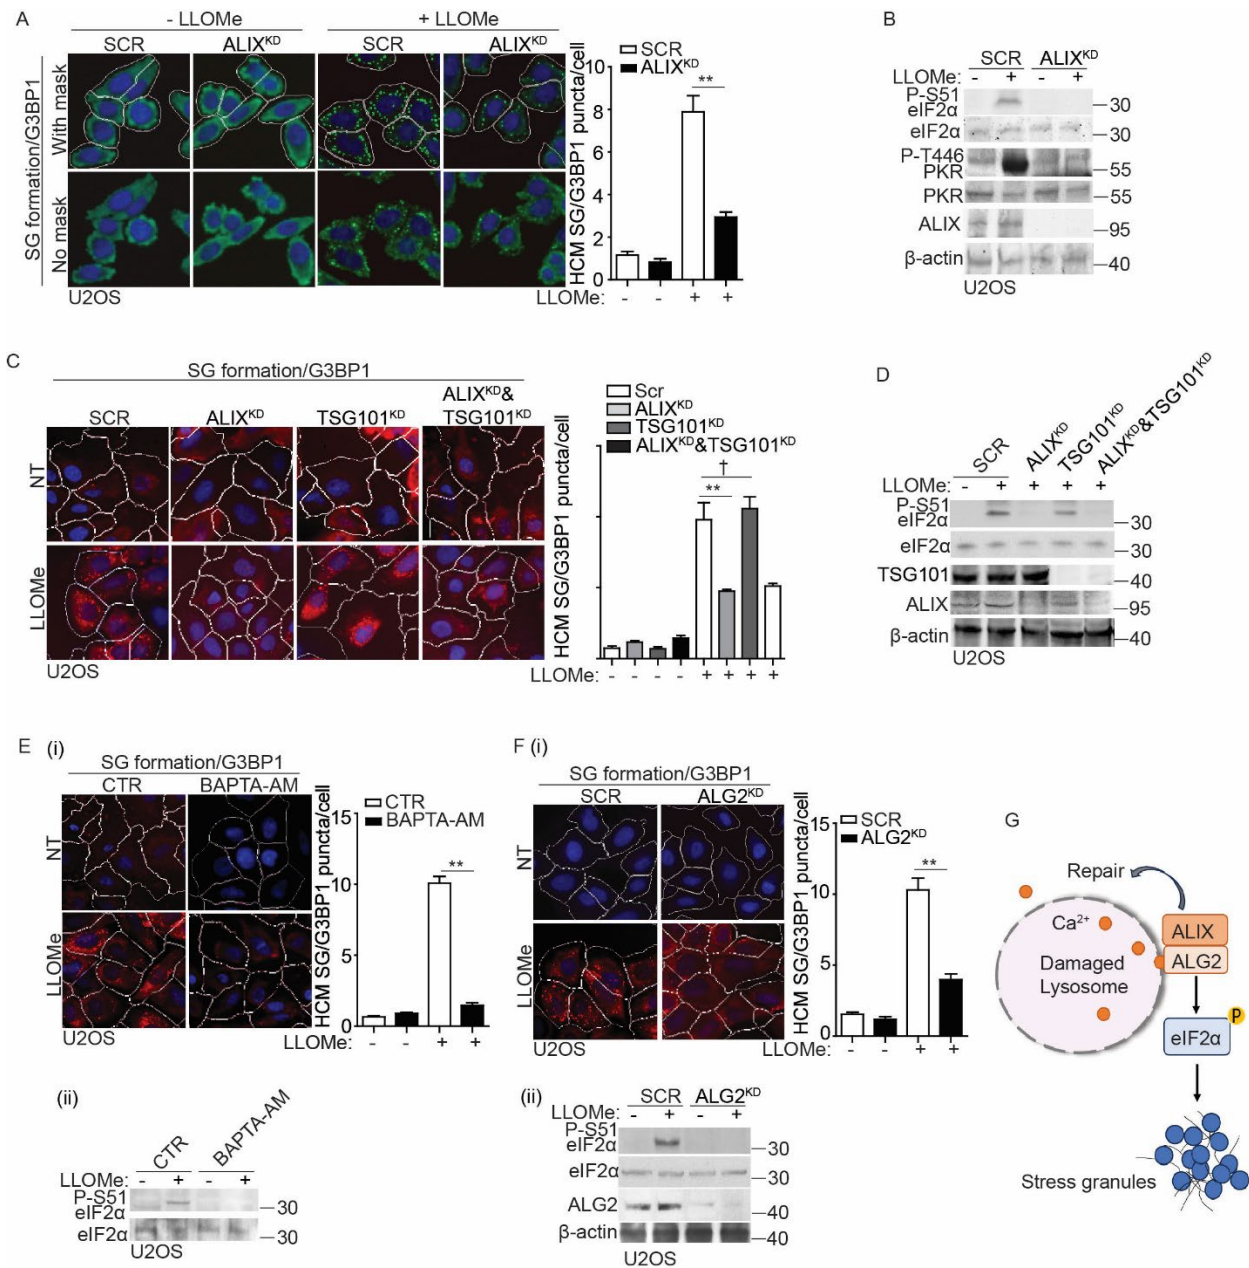 A
- LLOMe
+ LLOMe
SCR
ALIXKD
SCR
ALIXKD
SG formation/G3BP1
With mask
No mask
U2OS
HCM SG/G3BP1 puncta/cell
SCR
ALIXKD
10
8
6
4
2
0
**
LLOMe: - - + +
B
SCR ALIXKD
LLOMe: - + - +
P-S51
eIF2α
30
eIF2α
30
P-T446
PKR
55
PKR
55
ALIX
95
β-actin
40
U2OS
C
SG formation/G3BP1
SCR
ALIXKD
TSG101KD
ALIXKD&
TSG101KD
NT
LLOMe
U2OS
HCM SG/G3BP1 puncta/cell
Scr
ALIXKD
TSG101KD
ALIXKD&TSG101KD
†
**
LLOMe: - - - - + + + +
D
SCR
ALIXKD
TSG101KD
ALIXKD&TSG101KD
LLOMe: - + + + +
P-S51
eIF2α
30
eIF2α
30
TSG101
40
ALIX
95
β-actin
40
U2OS
E (i)
SG formation/G3BP1
CTR
BAPTA-AM
NT
LLOMe
U2OS
HCM SG/G3BP1 puncta/cell
CTR
BAPTA-AM
15
10
5
0
**
LLOMe: - - + +
(ii)
CTR
BAPTA-AM
LLOMe: - + - +
P-S51
eIF2α
30
eIF2α
30
U2OS
F (i)
SG formation/G3BP1
SCR
ALG2KD
NT
LLOMe
U2OS
HCM SG/G3BP1 puncta/cell
SCR
ALG2KD
15
10
5
0
**
LLOMe: - - + +
(ii)
SCR ALG2KD
LLOMe: - + - +
P-S51
eIF2α
30
eIF2α
30
ALG2
40
β-actin
40
U2OS
G
Repair
Ca2+
Damaged
Lysosome
ALIX
ALG2
P
eIF2α
Stress granules